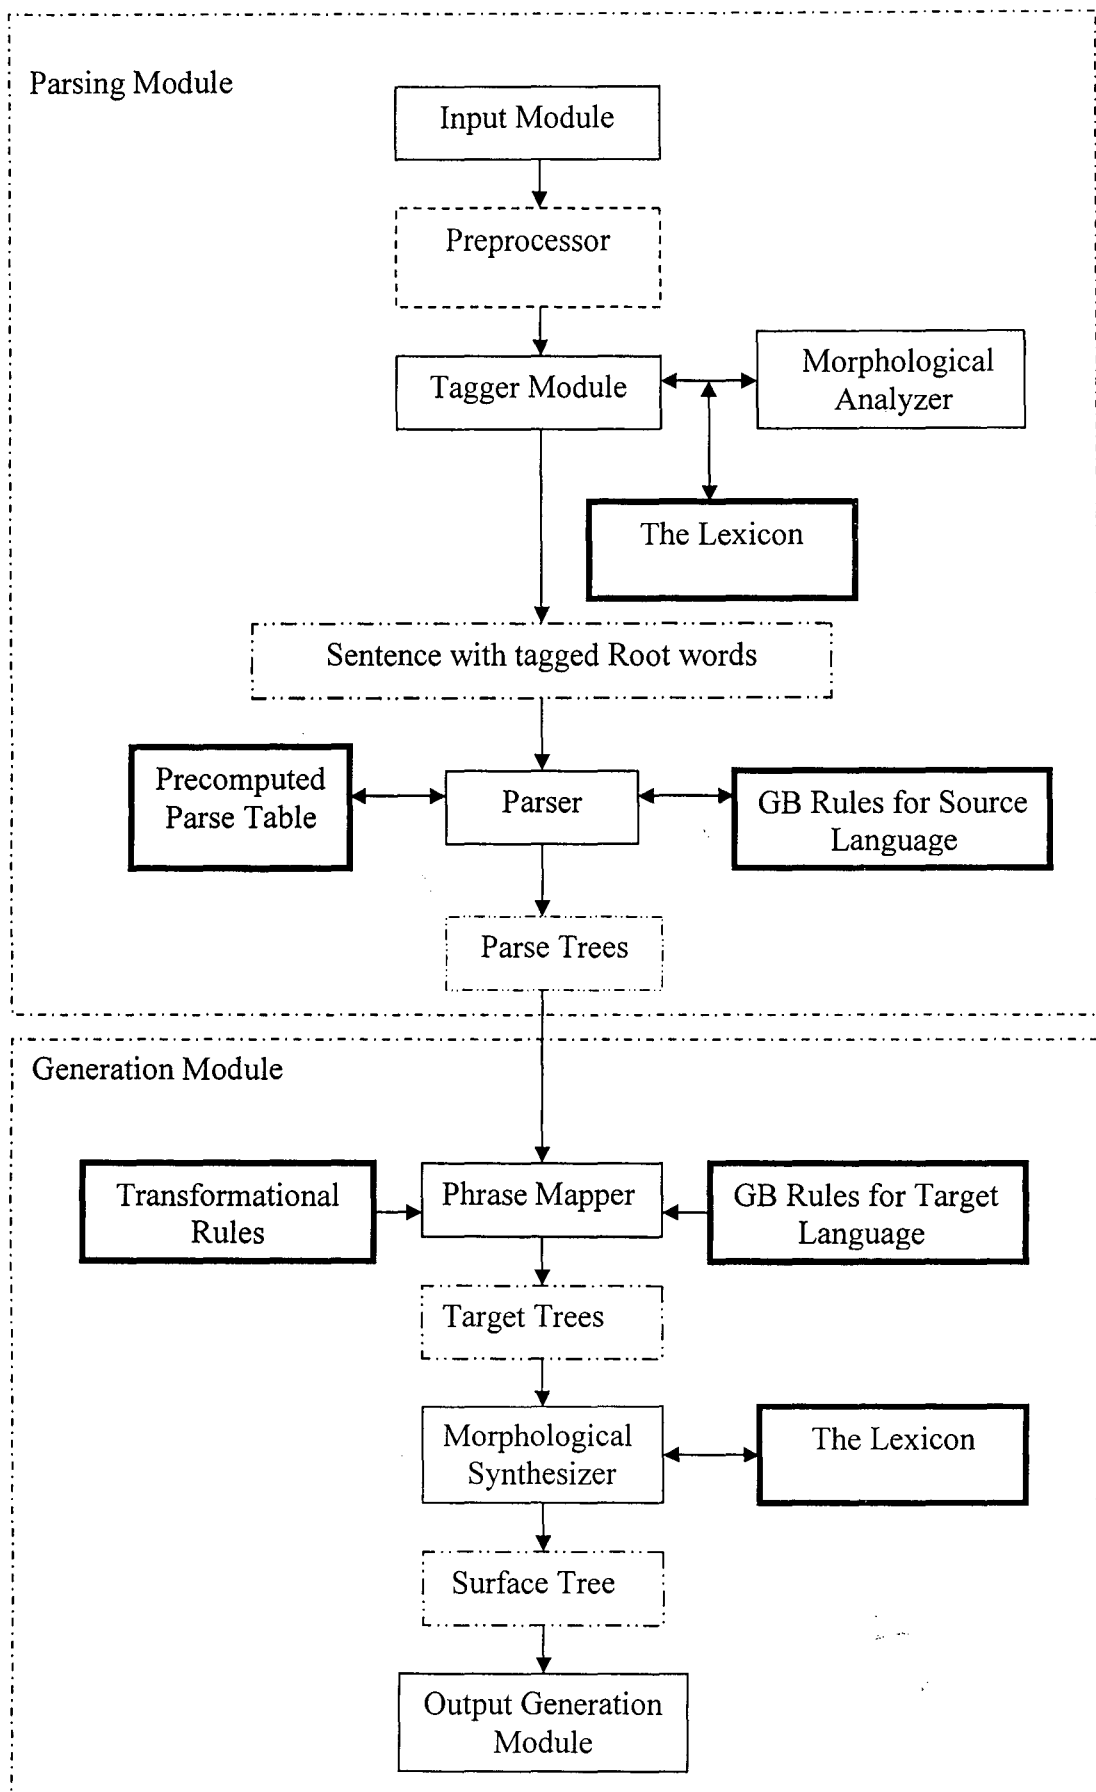 Parsing Module
Input Module
Preprocessor
Tagger Module
Morphological
Analyzer
The Lexicon
Sentence with tagged Root words
Precomputed
Parse Table
Parser
GB Rules for Source
Language
Parse Trees
Generation Module
Transformational
Rules
Phrase Mapper
GB Rules for Target
Language
Target Trees
Morphological
Synthesizer
The Lexicon
Surface Tree
Output Generation
Module